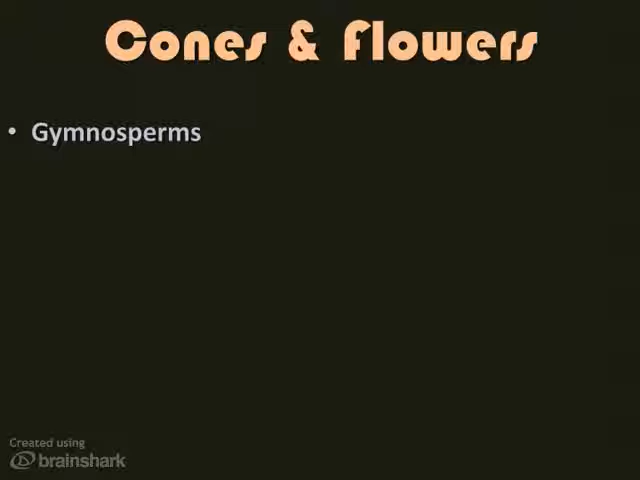 Cones & Flowers
• Gymnosperms
Created using
brainshark